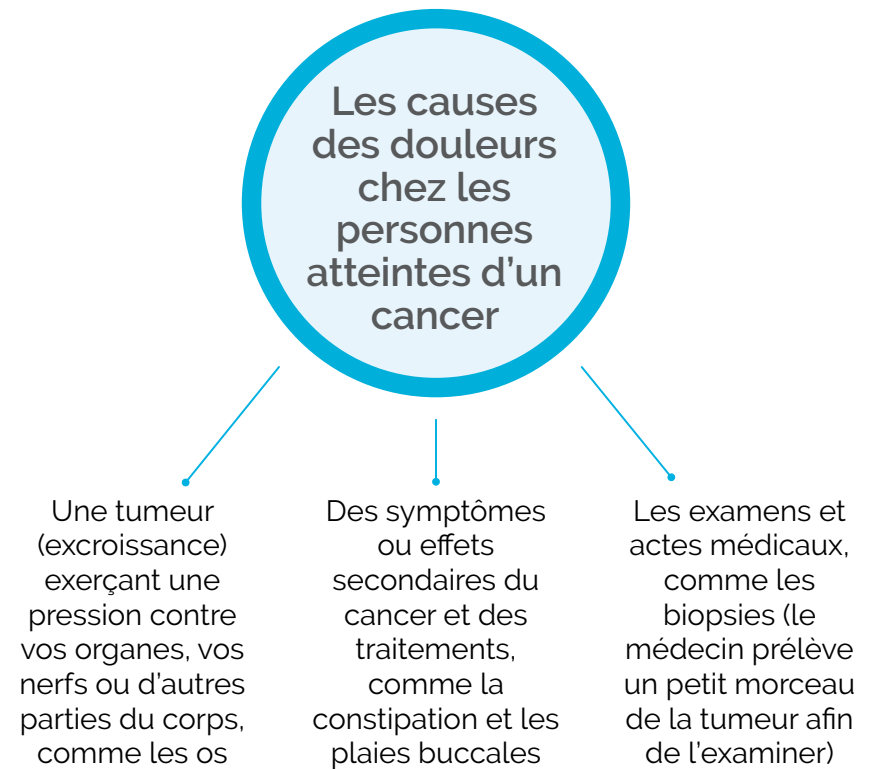 Les causes
des douleurs
chez les
personnes
atteintes d’un
cancer
Une tumeur
(excroissance)
exerçant une
pression contre
vos organes, vos
nerfs ou d’autres
parties du corps,
comme les os
Des symptômes
ou effets
secondaires du
cancer et des
traitements,
comme la
constipation et les
plaies buccales
Les examens et
actes médicaux,
comme les
biopsies (le
médecin prélève
un petit morceau
de la tumeur afin
de l’examiner)